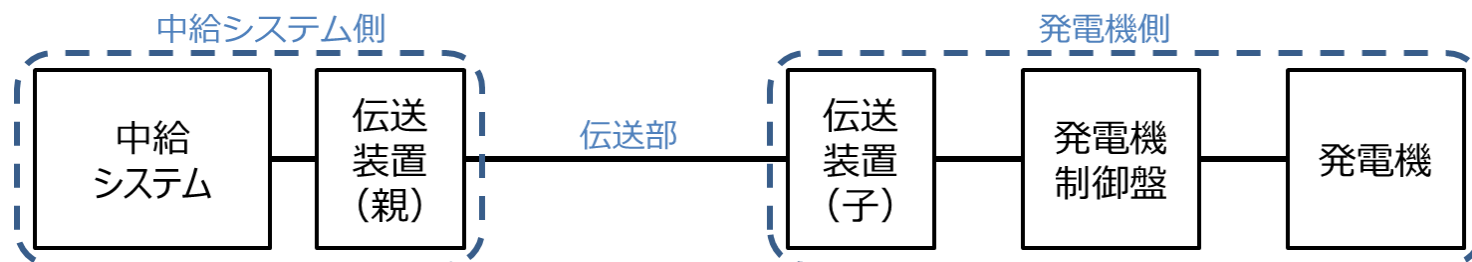 中給システム側
発電機側
中給
システム
伝送
装置
（親）
伝送部
伝送
装置
（子）
発電機
制御盤
発電機